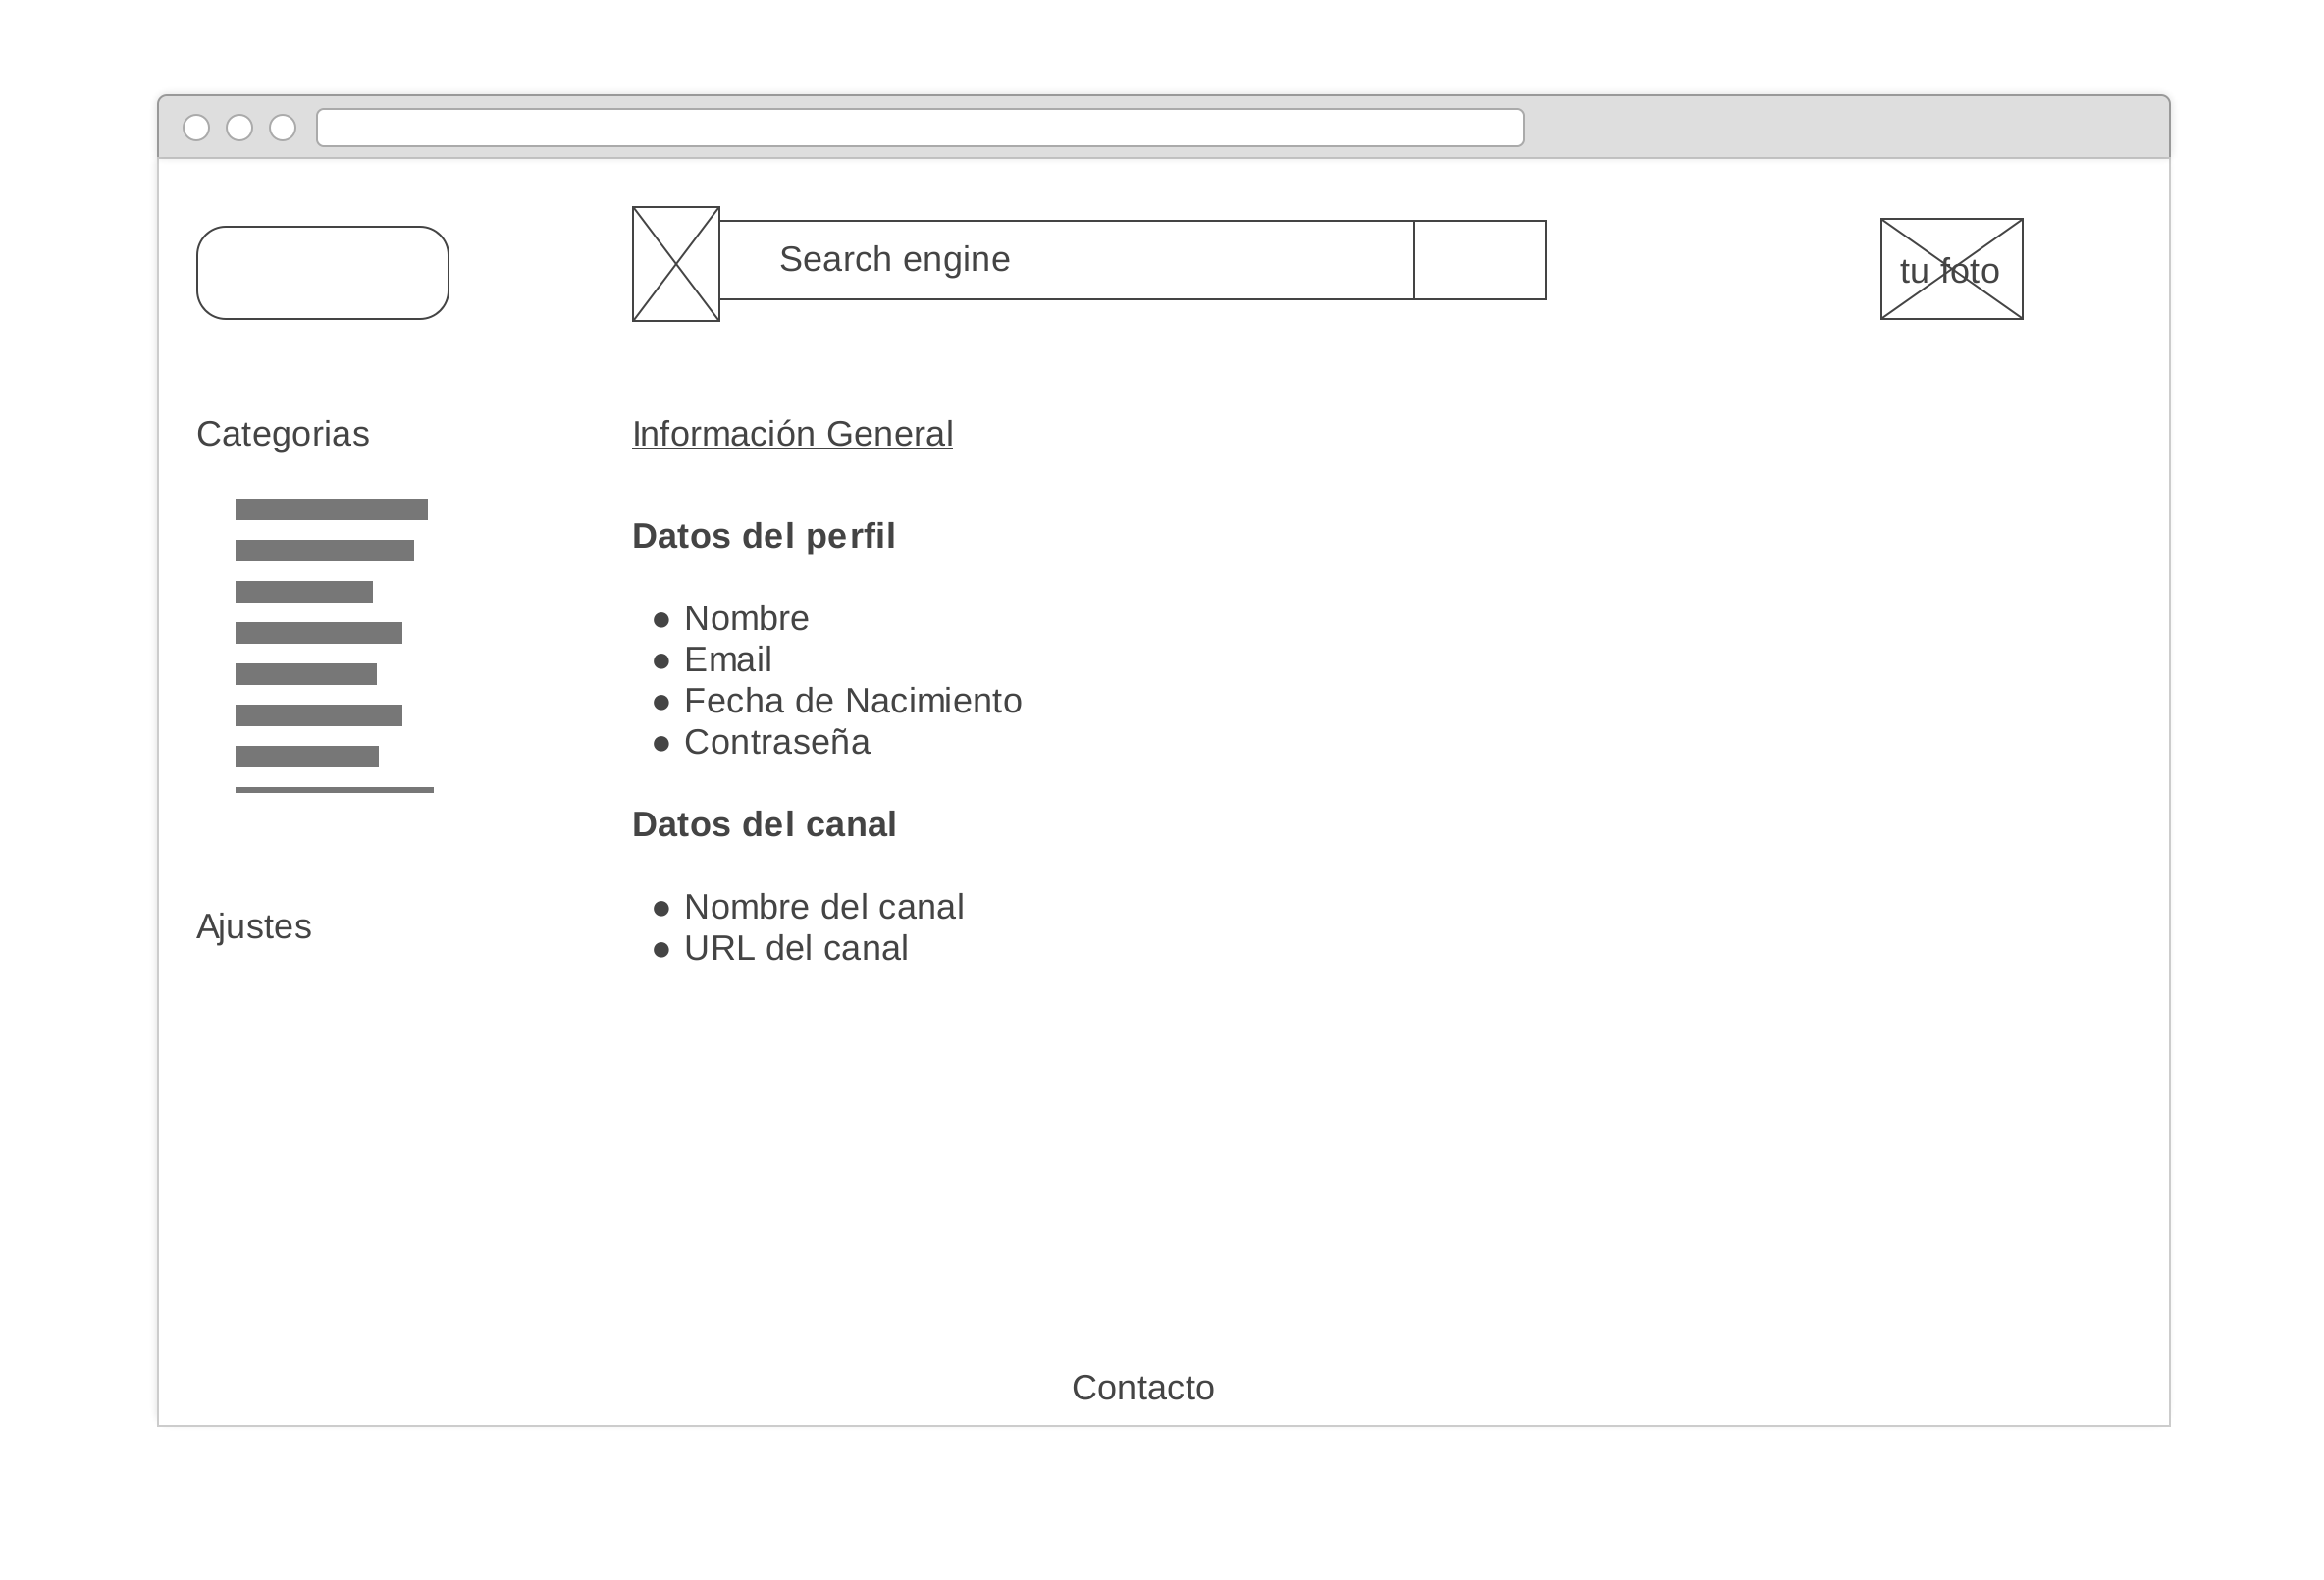 Search engine
tu foto
Categorias
Información General
Datos del perfil
● Nombre
● Email
● Fecha de Nacimiento
● Contraseña
Datos del canal
● Nombre del canal
● URL del canal
Ajustes
Contacto